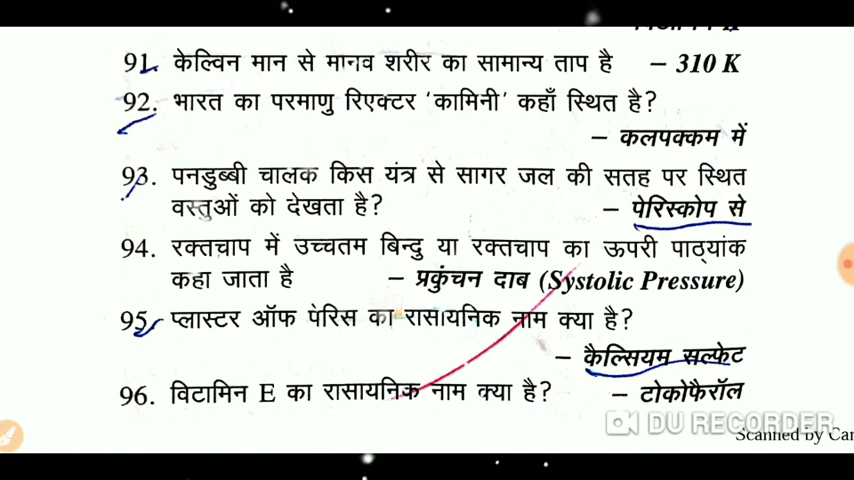 91. केल्विन मान से मानव शरीर का सामान्य ताप है – 310 K
92. भारत का परमाणु रिएक्टर 'कामिनी' कहाँ स्थित है?
– कलपक्कम में
93. पनडुब्बी चालक किस यंत्र से सागर जल की सतह पर स्थित
वस्तुओं को देखता है? – पेरिस्कोप से
94. रक्तचाप में उच्चतम बिन्दु या रक्तचाप का ऊपरी पाठ्यांक
कहा जाता है – प्रकुंचन दाब (Systolic Pressure)
95. प्लास्टर ऑफ पेरिस का रासायनिक नाम क्या है?
– कैल्सियम सल्फेट
96. विटामिन E का रासायनिक नाम क्या है? – टोकोफैरॉल
DU RECORDER
Scanned by